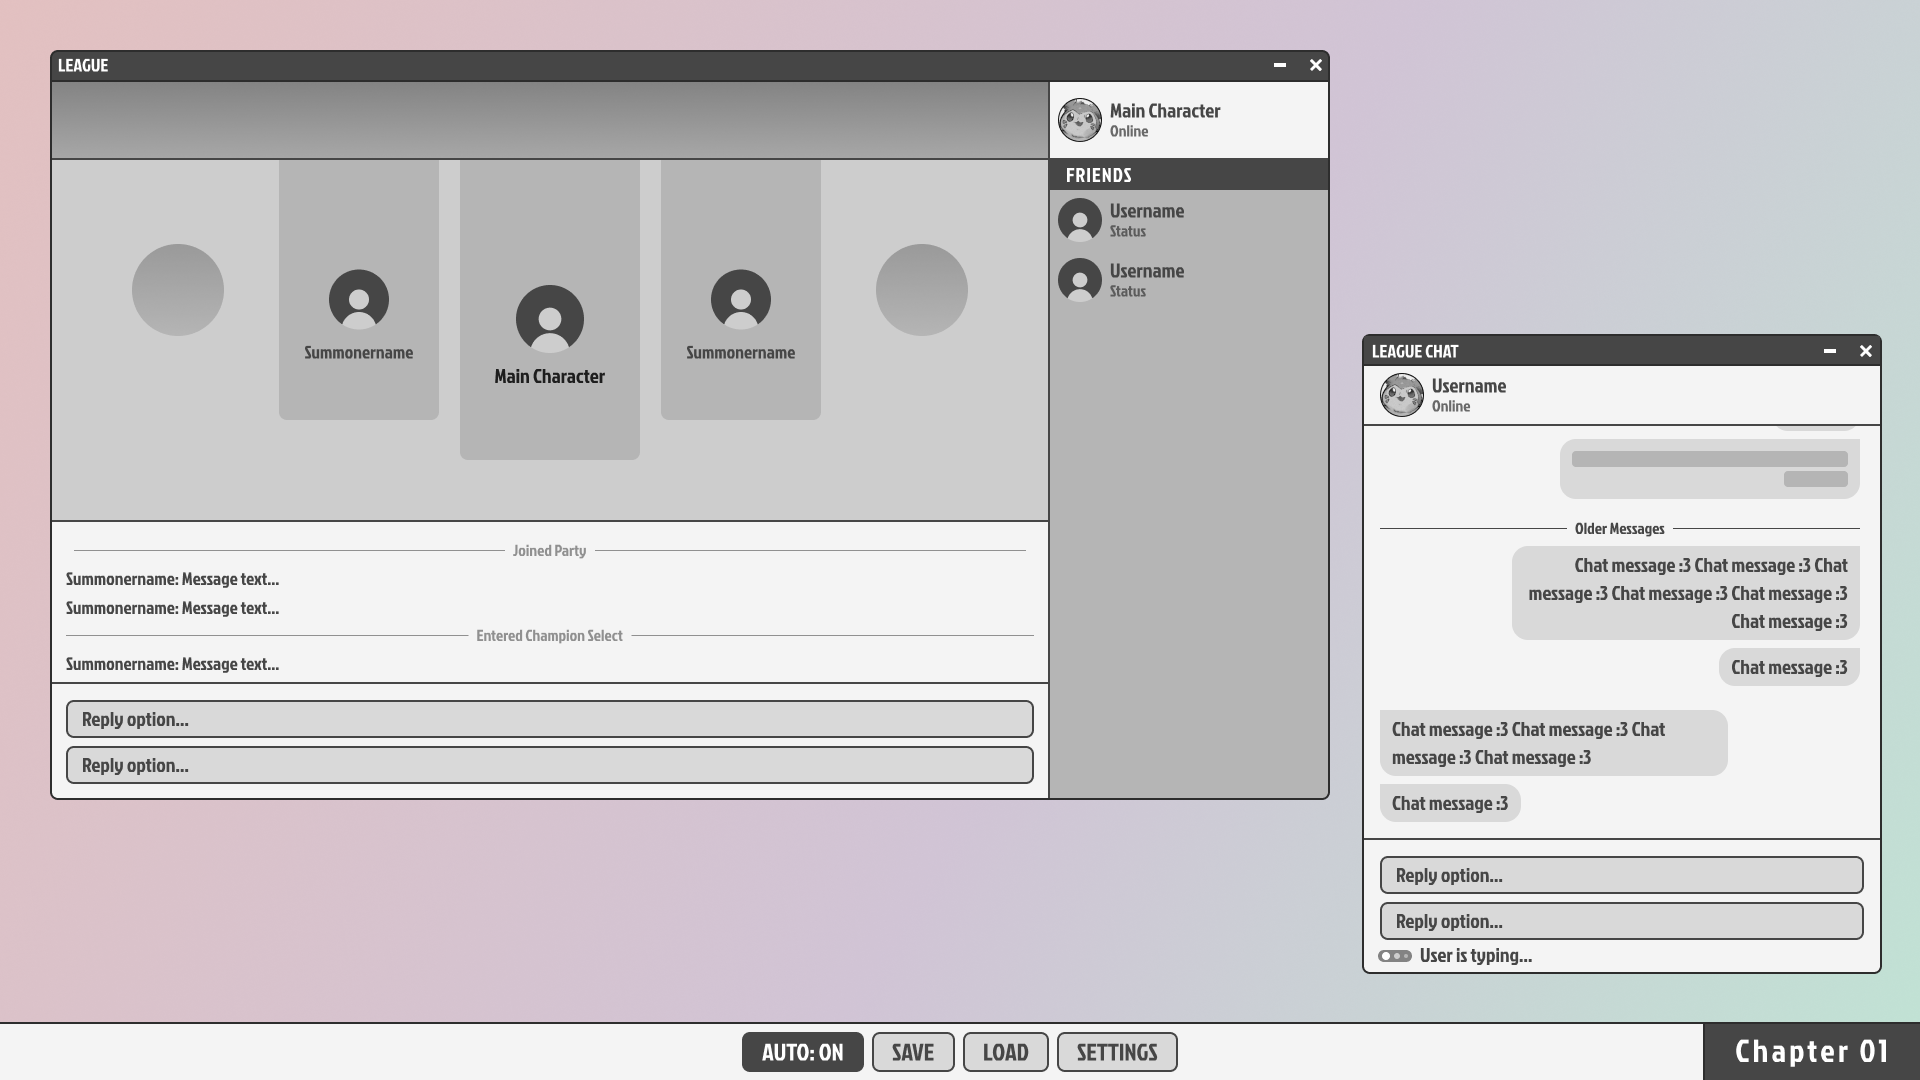 LEAGUE
Main Character
Online
FRIENDS
Username
Status
Username
Status
Summonername
Main Character
Summonername
Joined Party
Summonername: Message text...
Summonername: Message text...
Entered Champion Select
Summonername: Message text...
Reply option...
Reply option...
LEAGUE CHAT
Username
Online
Older Messages
Chat message :3 Chat message :3 Chat
message :3 Chat message :3 Chat message :3
Chat message :3
Chat message :3
Chat message :3 Chat message :3 Chat
message :3 Chat message :3
Chat message :3
Reply option...
Reply option...
User is typing...
AUTO: ON
SAVE
LOAD
SETTINGS
Chapter 01